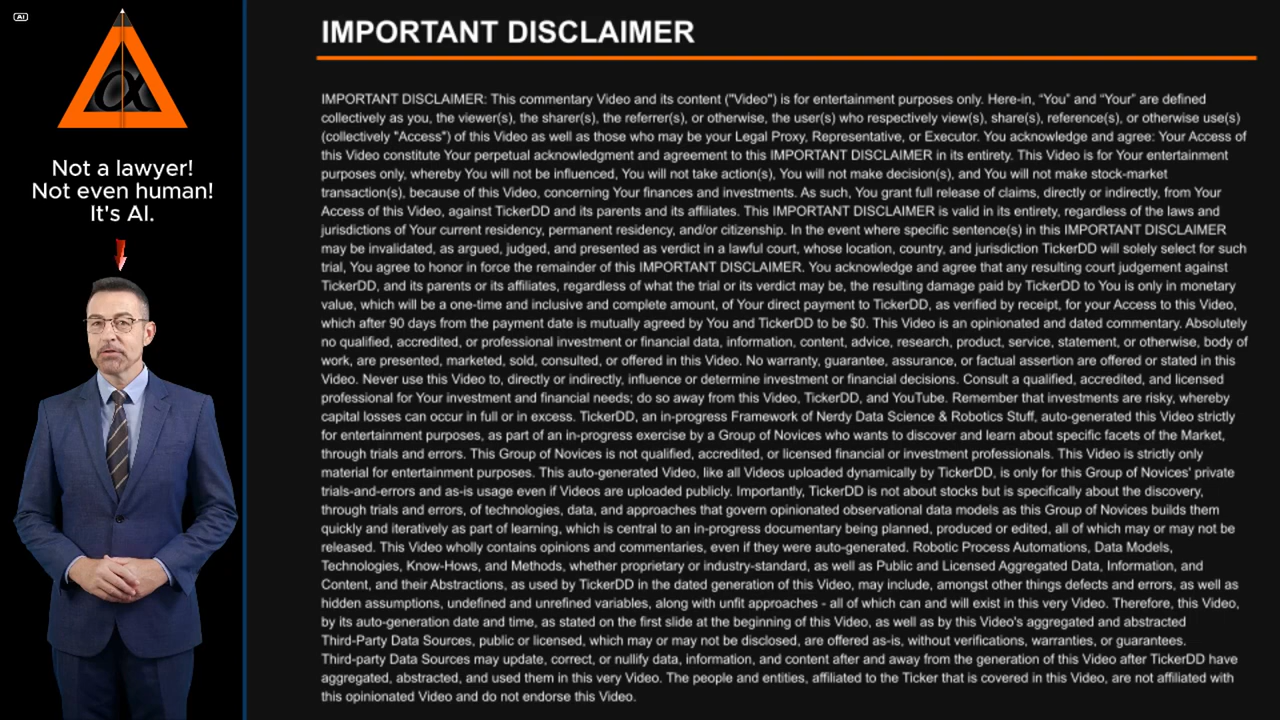 AI
α
Not a lawyer!
Not even human!
It's AI.
IMPORTANT DISCLAIMER
IMPORTANT DISCLAIMER: This commentary Video and its content ("Video") is for entertainment purposes only. Here-in, “You” and “Your” are defined
collectively as you, the viewer(s), the sharer(s), the referrer(s), or otherwise, the user(s) who respectively view(s), share(s), reference(s), or otherwise use(s)
(collectively "Access") of this Video as well as those who may be your Legal Proxy, Representative, or Executor. You acknowledge and agree: Your Access of
this Video constitute Your perpetual acknowledgment and agreement to this IMPORTANT DISCLAIMER in its entirety. This Video is for Your entertainment
purposes only, whereby You will not be influenced, You will not take action(s), You will not make decision(s), and You will not make stock-market
transaction(s), because of this Video, concerning Your finances and investments. As such, You grant full release of claims, directly or indirectly, from Your
Access of this Video, against TickerDD and its parents and its affiliates. This IMPORTANT DISCLAIMER is valid in its entirety, regardless of the laws and
jurisdictions of Your current residency, permanent residency, and/or citizenship. In the event where specific sentence(s) in this IMPORTANT DISCLAIMER
may be invalidated, as argued, judged, and presented as verdict in a lawful court, whose location, country, and jurisdiction TickerDD will solely select for such
trial, You agree to honor in force the remainder of this IMPORTANT DISCLAIMER. You acknowledge and agree that any resulting court judgement against
TickerDD, and its parents or its affiliates, regardless of what the trial or its verdict may be, the resulting damage paid by TickerDD to You is only in monetary
value, which will be a one-time and inclusive and complete amount, of Your direct payment to TickerDD, as verified by receipt, for your Access to this Video,
which after 90 days from the payment date is mutually agreed by You and TickerDD to be $0. This Video is an opinionated and dated commentary. Absolutely
no qualified, accredited, or professional investment or financial data, information, content, advice, research, product, service, statement, or otherwise, body of
work, are presented, marketed, sold, consulted, or offered in this Video. No warranty, guarantee, assurance, or factual assertion are offered or stated in this
Video. Never use this Video to, directly or indirectly, influence or determine investment or financial decisions. Consult a qualified, accredited, and licensed
professional for Your investment and financial needs; do so away from this Video, TickerDD, and YouTube. Remember that investments are risky, whereby
capital losses can occur in full or in excess. TickerDD, an in-progress Framework of Nerdy Data Science & Robotics Stuff, auto-generated this Video strictly
for entertainment purposes, as part of an in-progress exercise by a Group of Novices who wants to discover and learn about specific facets of the Market,
through trials and errors. This Group of Novices is not qualified, accredited, or licensed financial or investment professionals. This Video is strictly only
material for entertainment purposes. This auto-generated Video, like all Videos uploaded dynamically by TickerDD, is only for this Group of Novices' private
trials-and-errors and as-is usage even if Videos are uploaded publicly. Importantly, TickerDD is not about stocks but is specifically about the discovery,
through trials and errors, of technologies, data, and approaches that govern opinionated observational data models as this Group of Novices builds them
quickly and iteratively as part of learning, which is central to an in-progress documentary being planned, produced or edited, all of which may or may not be
released. This Video wholly contains opinions and commentaries, even if they were auto-generated. Robotic Process Automations, Data Models,
Technologies, Know-Hows, and Methods, whether proprietary or industry-standard, as well as Public and Licensed Aggregated Data, Information, and
Content, and their Abstractions, as used by TickerDD in the dated generation of this Video, may include, amongst other things defects and errors, as well as
hidden assumptions, undefined and unrefined variables, along with unfit approaches - all of which can and will exist in this very Video. Therefore, this Video,
by its auto-generation date and time, as stated on the first slide at the beginning of this Video, as well as by this Video's aggregated and abstracted
Third-Party Data Sources, public or licensed, which may or may not be disclosed, are offered as-is, without verifications, warranties, or guarantees.
Third-party Data Sources may update, correct, or nullify data, information, and content after and away from the generation of this Video after TickerDD have
aggregated, abstracted, and used them in this very Video. The people and entities, affiliated to the Ticker that is covered in this Video, are not affiliated with
this opinionated Video and do not endorse this Video.